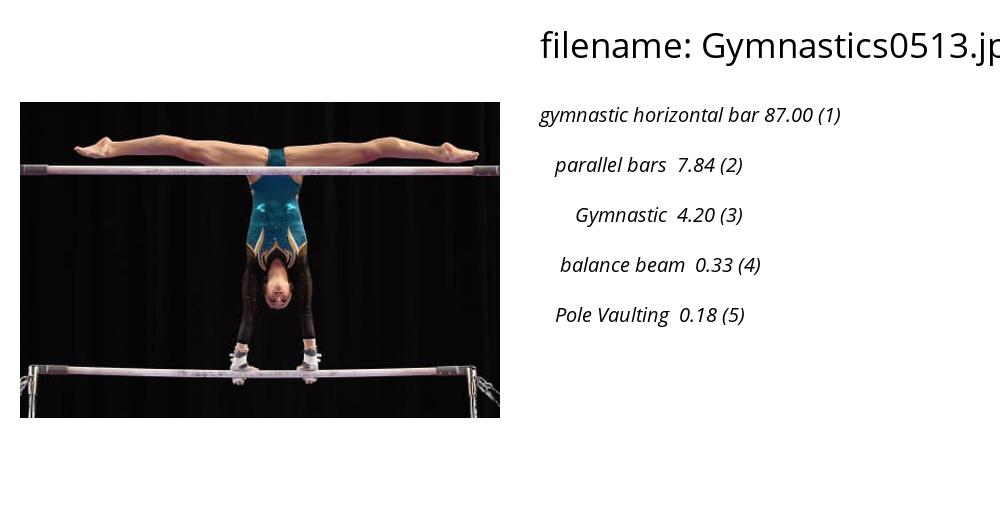 filename: Gymnastics0513.jp
gymnastic horizontal bar 87.00 (1)
parallel bars 7.84 (2)
Gymnastic 4.20 (3)
balance beam 0.33 (4)
Pole Vaulting 0.18 (5)